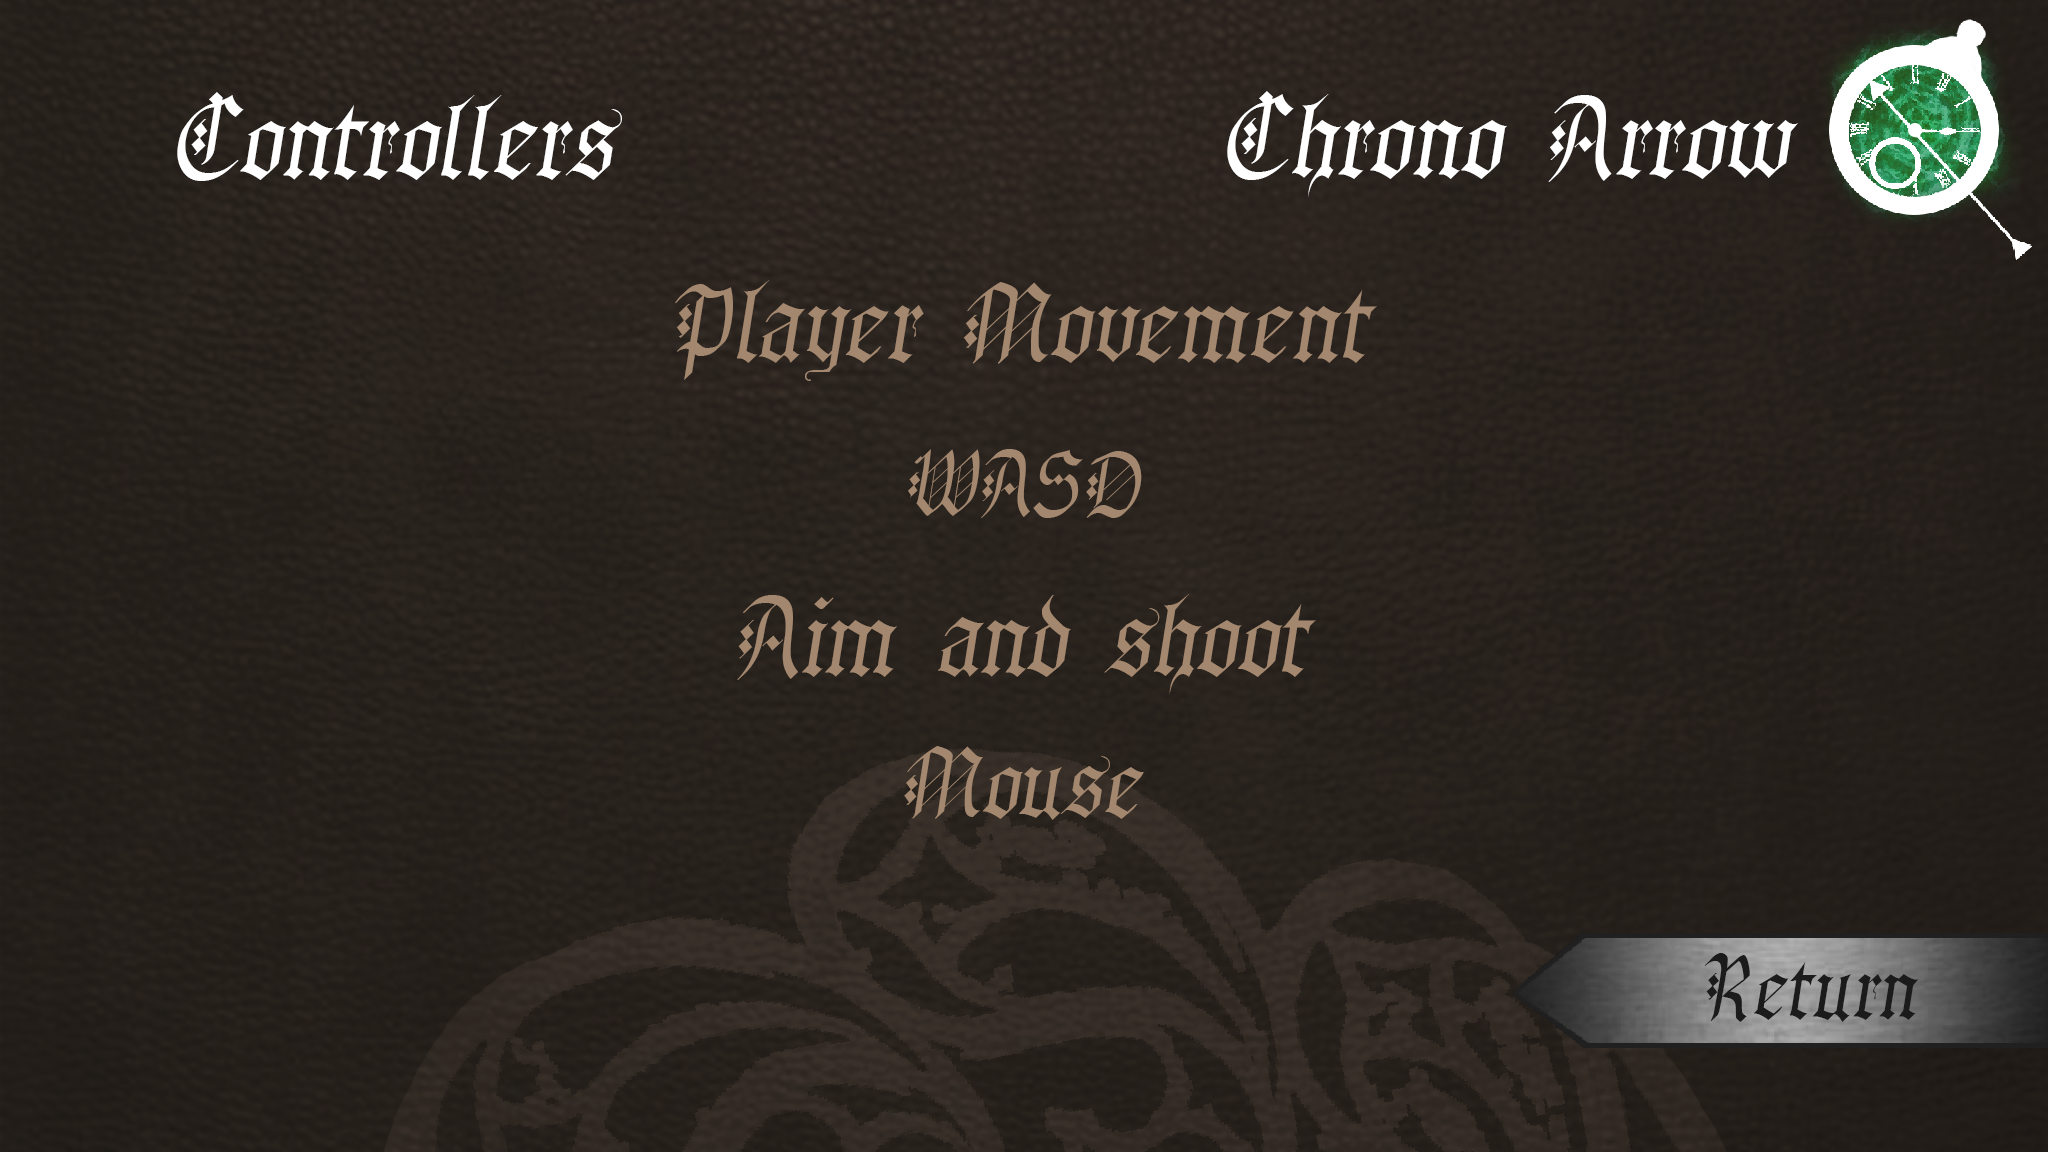 Controllers
Chrono Arrow
Player Movement
WASD
Aim and shoot
Mouse
Return